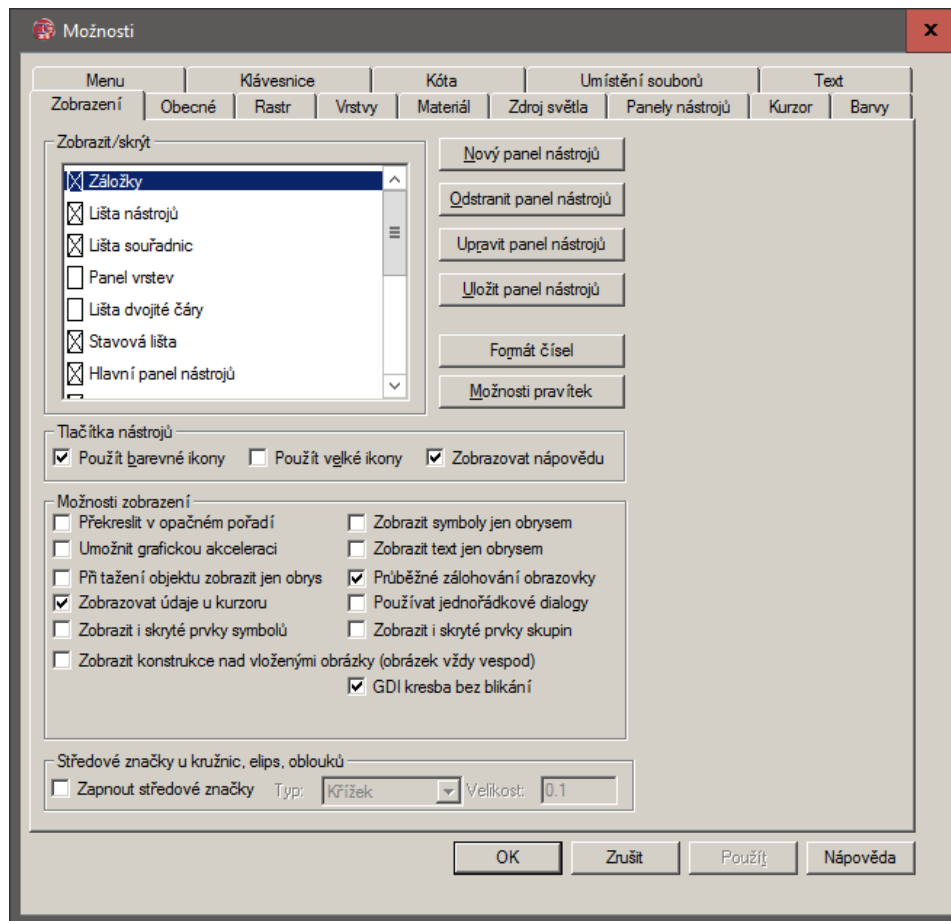 Možnosti
Menu Klávesnice Kóta Umístění souborů Text
Zobrazení Obecné Rastr Vrstvy Materiál Zdroj světla Panely nástrojů Kurzor Barvy
Zobrazit/skrýt
Záložky
Lišta nástrojů
Lišta souřadnic
Panel vrstev
Lišta dvojité čáry
Stavová lišta
Hlavní panel nástrojů
Nový panel nástrojů
Odstranit panel nástrojů
Upravit panel nástrojů
Uložit panel nástrojů
Formát čísel
Možnosti pravítek
Tlačítka nástrojů
Použít barevné ikony Použít velké ikony Zobrazovat nápovědu
Možnosti zobrazení
Překreslit v opačném pořadí Zobrazit symboly jen obrysem
Umožnit grafickou akceleraci Zobrazit text jen obrysem
Při tažení objektu zobrazit jen obrys Průběžné zálohování obrazovky
Zobrazovat údaje u kurzoru Používat jednořádkové dialogy
Zobrazit i skryté prvky symbolů Zobrazit i skryté prvky skupin
Zobrazit konstrukce nad vloženými obrázky (obrázek vždy vespod)
GDI kresba bez blikání
Středové značky u kružnic, elips, oblouků
Zapnout středové značky Typ: Křížek Velikost: 0.1
OK Zrušit Použít Nápověda